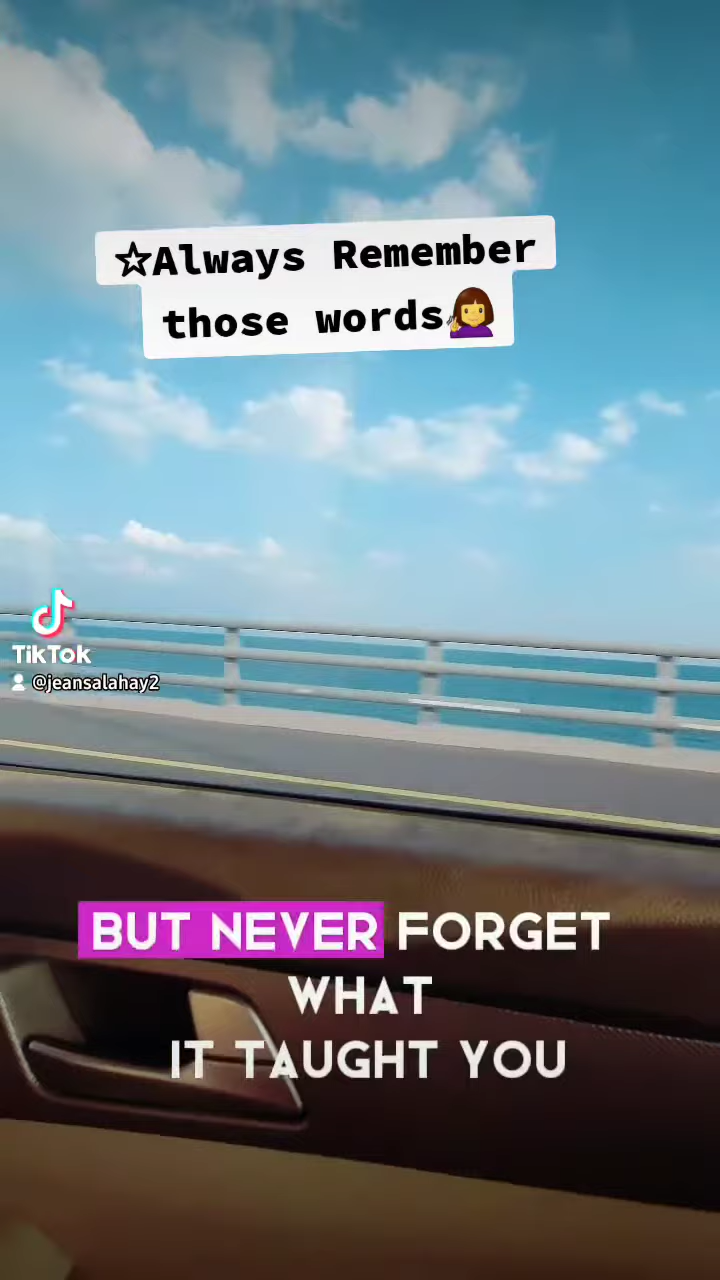 ☆Always Remember
those words💁‍♀️
TikTok
@jeansalahay2
BUT NEVER FORGET
WHAT
IT TAUGHT YOU